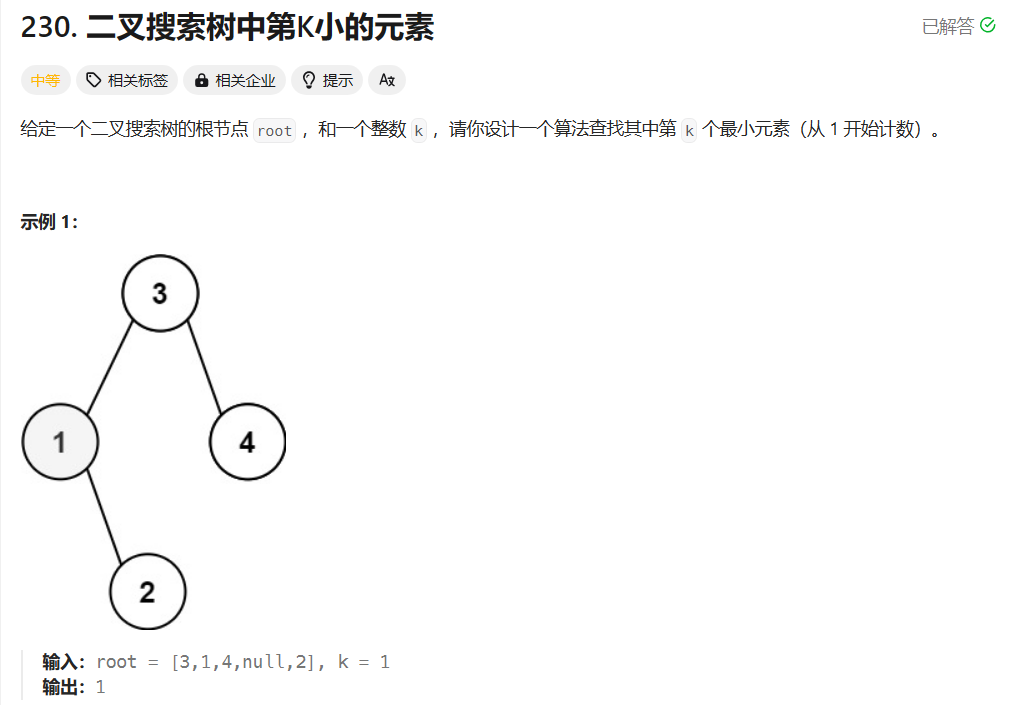 230. 二叉搜索树中第K小的元素
已解答
中等 相关标签 相关企业 提示 Aʐ
给定一个二叉搜索树的根节点 root ，和一个整数 k ，请你设计一个算法查找其中第 k 个最小元素（从 1 开始计数）。
示例 1：
3
1
4
2
输入：root = [3,1,4,null,2], k = 1
输出：1